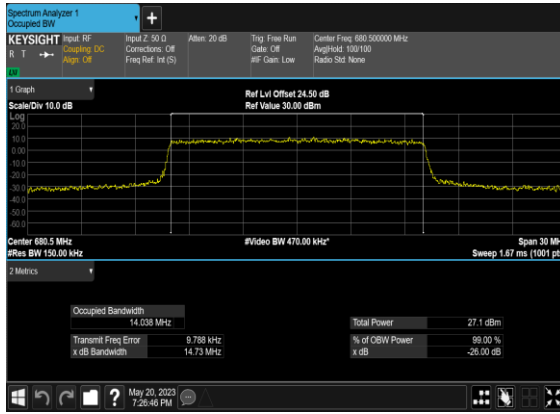 Spectrum Analyzer 1
Occupied BW
KEYSIGHT Input: RF Input Z: 50 Ω Atten: 20 dB Trig: Free Run Center Freq: 680.500000 MHz
R T Coupling: DC Corrections: Off Gate: Off Avg|Hold: 100/100
Align: Off Freq Ref: Int (S) #IF Gain: Low Radio Std: None
LXI
1 Graph
Ref Lvl Offset 24.50 dB
Scale/Div 10.0 dB Ref Value 30.00 dBm
Log
20.0
10.0
0.00
-10.0
-20.0
-30.0
-40.0
-50.0
-60.0
Center 680.5 MHz #Video BW 470.00 kHz* Span 30 MH
#Res BW 150.00 kHz Sweep 1.67 ms (1001 pt
2 Metrics
Occupied Bandwidth
14.038 MHz Total Power 27.1 dBm
Transmit Freq Error 9.788 kHz % of OBW Power 99.00 %
x dB Bandwidth 14.73 MHz x dB -26.00 dB
May 20, 2023
7:26:46 PM